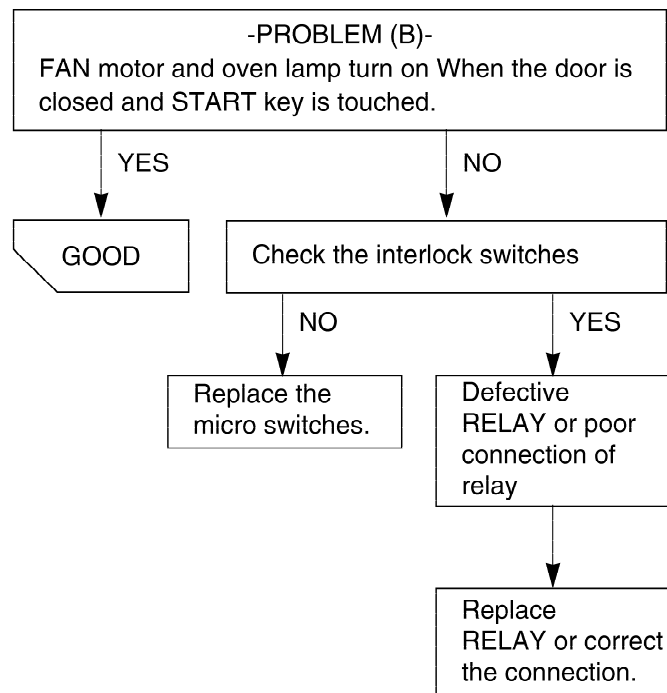 -PROBLEM (B)-
FAN motor and oven lamp turn on When the door is
closed and START key is touched.
YES
NO
GOOD
Check the interlock switches
NO
YES
Replace the
micro switches.
Defective
RELAY or poor
connection of
relay
Replace
RELAY or correct
the connection.